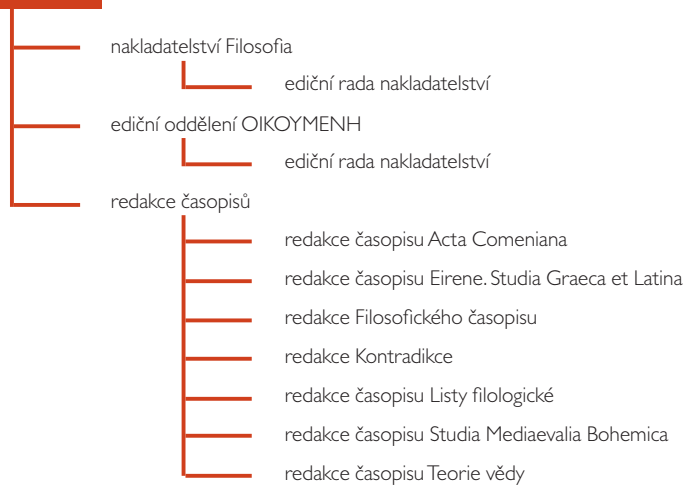 nakladatelství Filosofia
ediční rada nakladatelství
ediční oddělení OIKOYMENH
ediční rada nakladatelství
redakce časopisů
redakce časopisu Acta Comeniana
redakce časopisu Eirene. Studia Graeca et Latina
redakce Filosofického časopisu
redakce Kontradikce
redakce časopisu Listy filologické
redakce časopisu Studia Mediaevalia Bohemica
redakce časopisu Teorie vědy